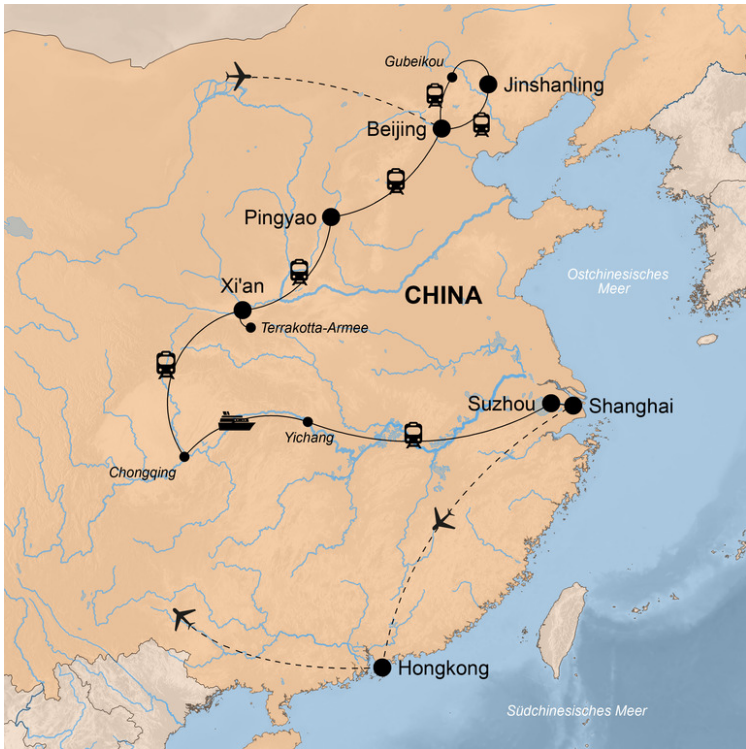 Gubeikou
Jinshanling
Beijing
Pingyao
Ostchinesisches
Meer
Xi'an
CHINA
Terrakotta-Armee
Suzhou
Shanghai
Yichang
Chongqing
Hongkong
Südchinesisches Meer